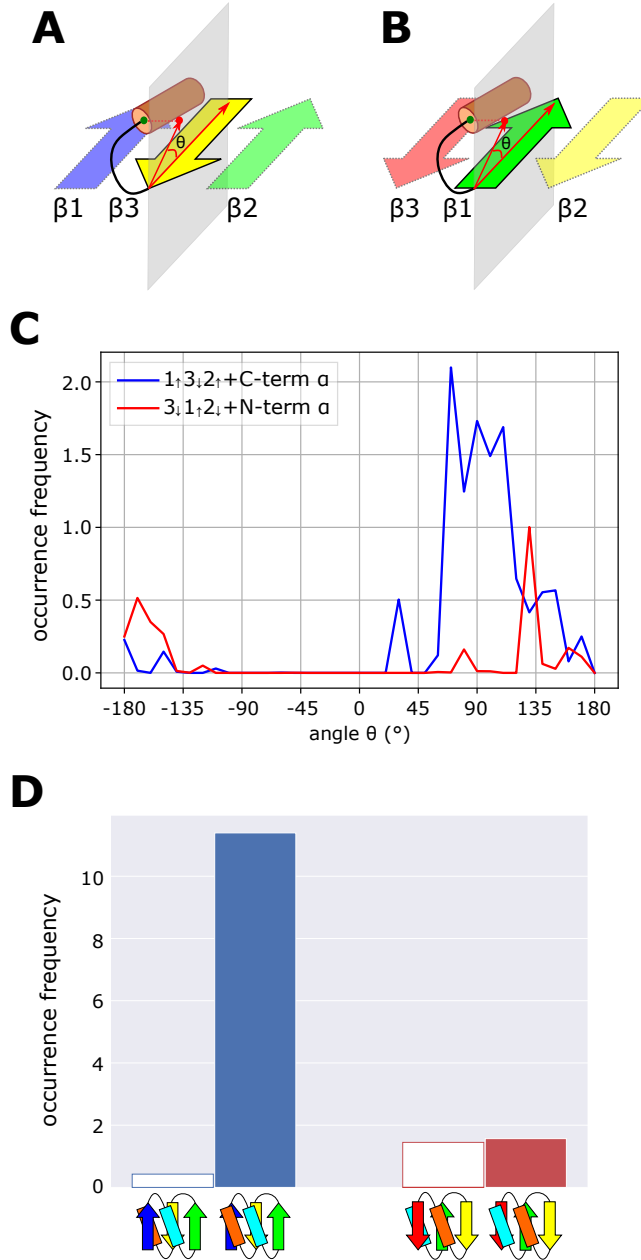 A
B
θ
θ
β1 β3 β2
β3 β1 β2
C
2.0
1.5
1.0
0.5
0.0
occurrence frequency
1↑3↓2↑+C-term α
3↓1↑2↓+N-term α
-180 -135 -90 -45 0 45 90 135 180
angle θ (°)
D
10
8
6
4
2
0
occurrence frequency